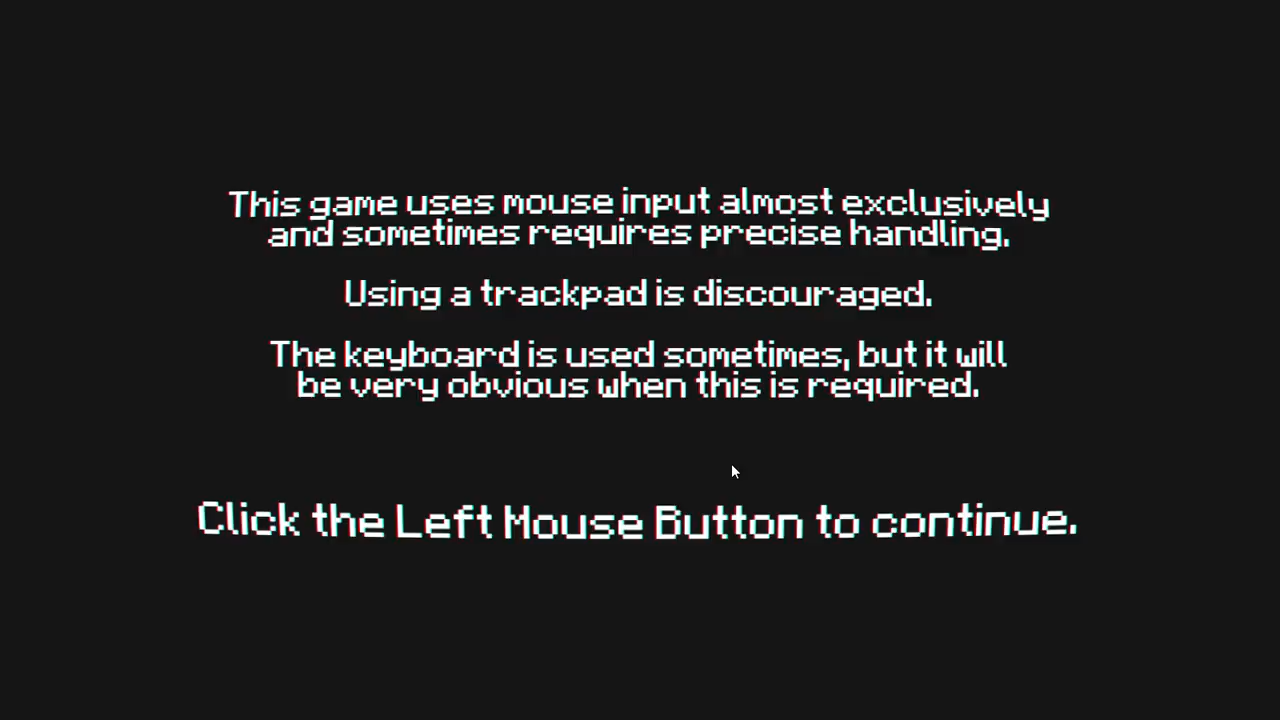 This game uses mouse input almost exclusively
and sometimes requires precise handling.
Using a trackpad is discouraged.
The keyboard is used sometimes, but it will
be very obvious when this is required.
Click the Left Mouse Button to continue.